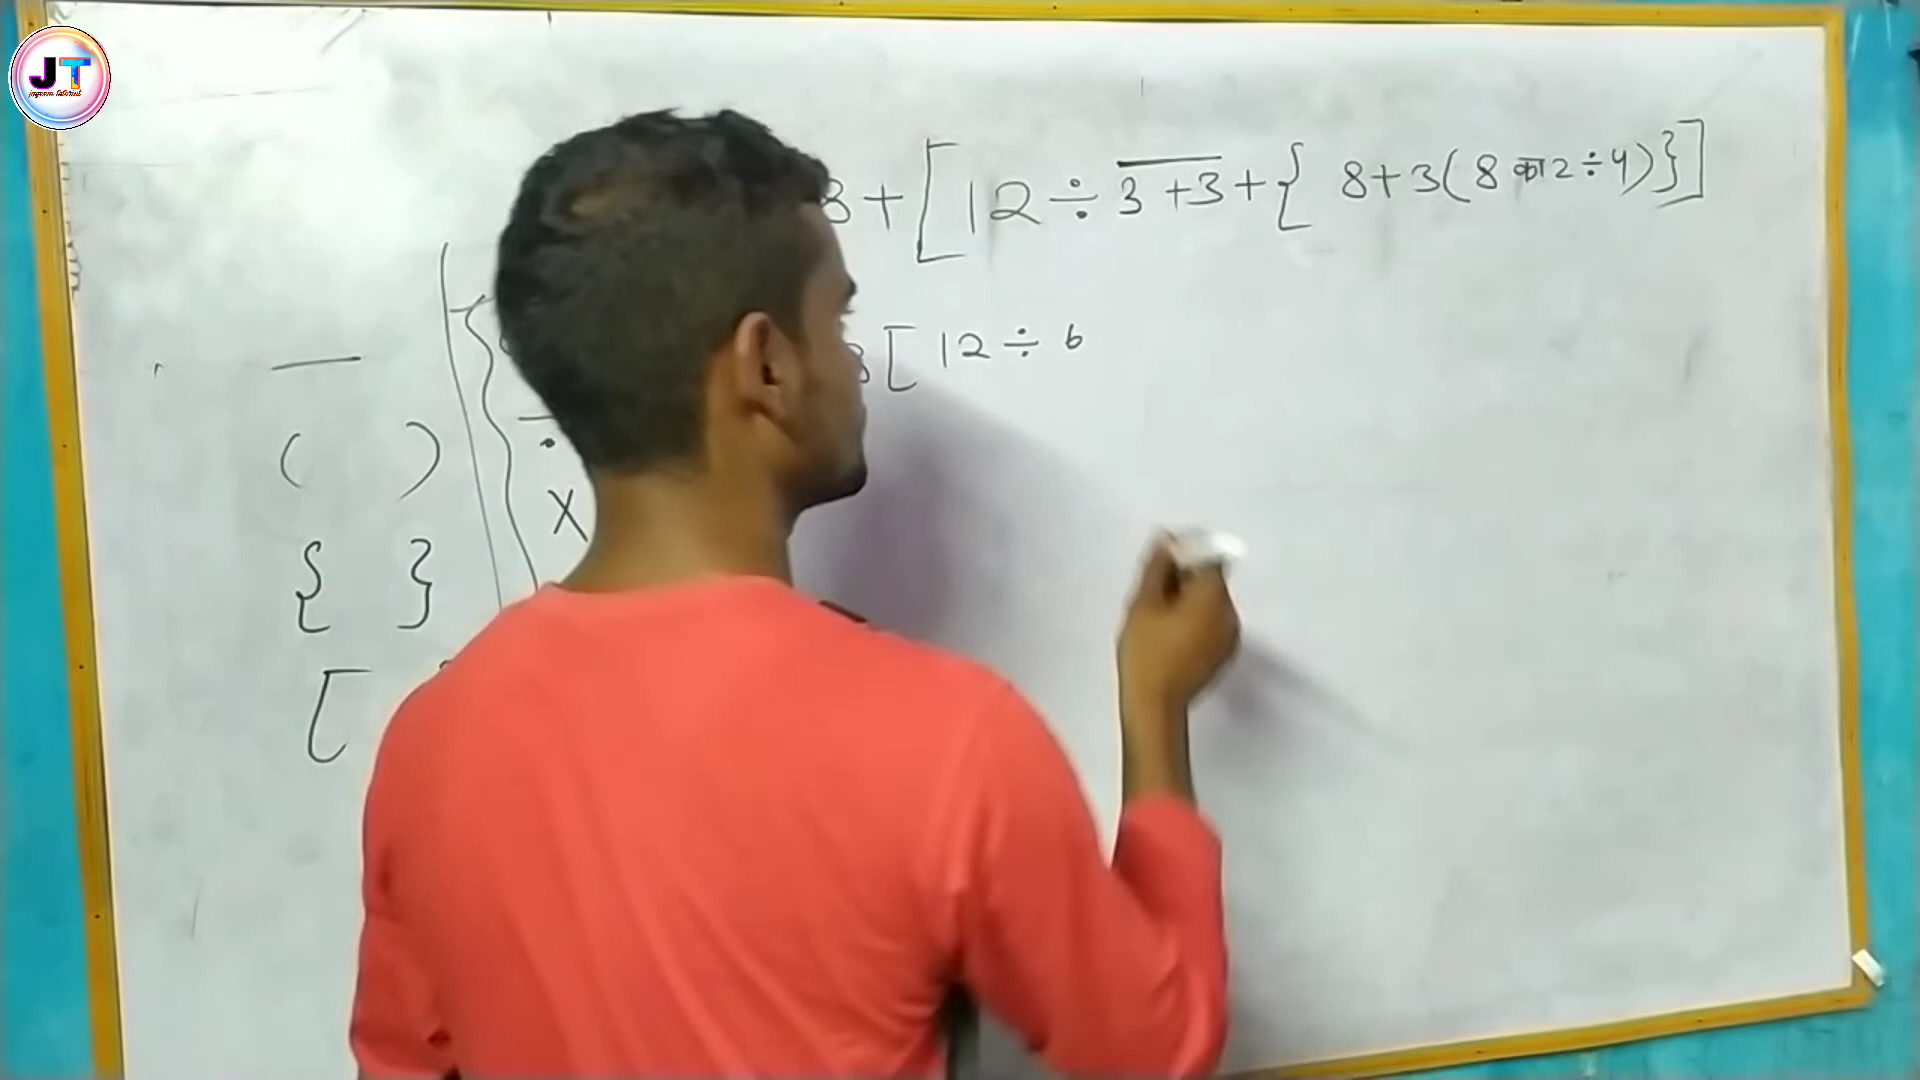 JT
8+[12÷3̅+̅3̅+{ 8+3(8 का 2÷4)}]
8[ 12÷6
—
( )
÷
X
{ }
[